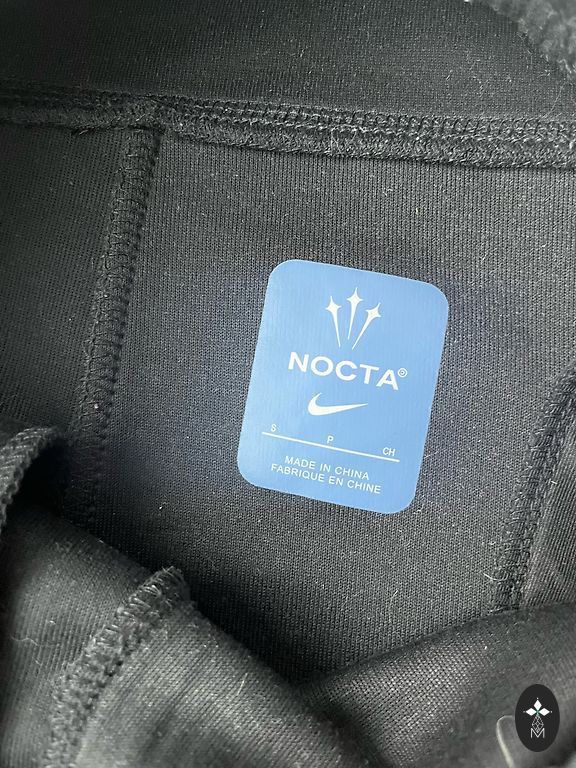 NOCTA®
S P CH
MADE IN CHINA
FABRIQUE EN CHINE
M